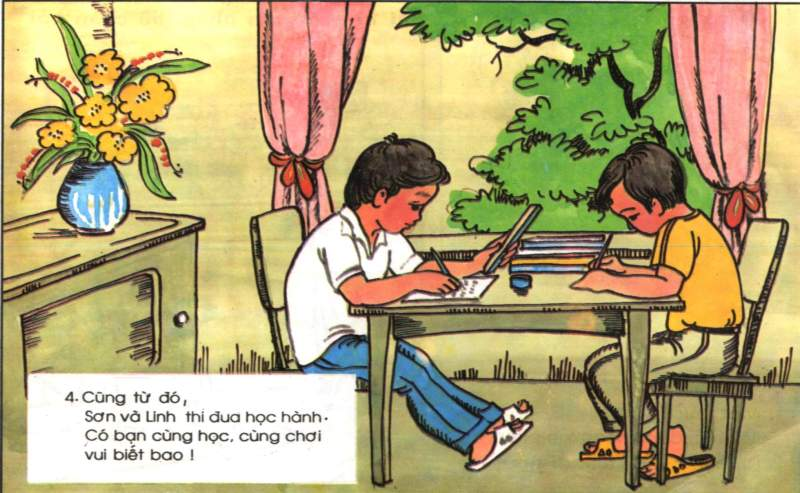 4. Cũng từ đó,
Sơn và Linh thi đua học hành.
Có bạn cùng học, cùng chơi
vui biết bao !